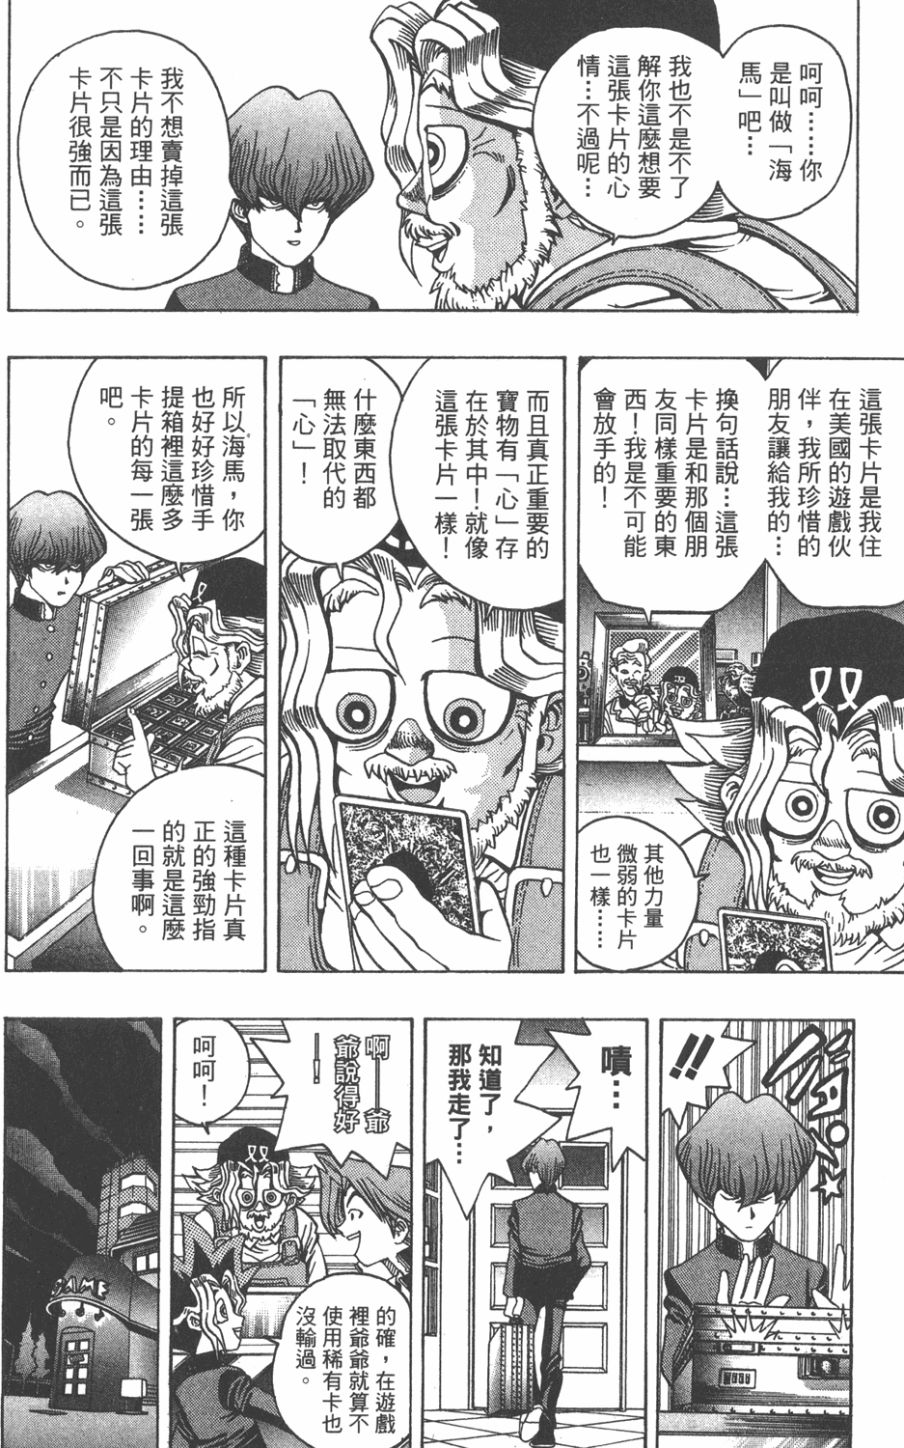 呵呵……你
是叫做「海
馬」吧…
我也不是不了
解你這麼想要
這張卡片的心
情…不過呢…
我不想賣掉這張
卡片的理由……
不只是因為這張
卡片很強而已。
這張卡片是我住
在美國的遊戲伙
伴，我所珍惜的
朋友讓給我的…
換句話說…這張
卡片是和那個朋
友同樣重要的東
西！我是不可能
會放手的！
其他力量
微弱的卡片
也一樣……
而且真正重要的
寶物有「心」存
在於其中！就像
這張卡片一樣！
什麼東西都
無法取代的
「心」！
所以海馬，你
也好好珍惜手
提箱裡這麼多
卡片的每一張
吧。
這種卡片真
正的強勁指
的就是這麼
一回事啊。
!!
嘖…
知道了，
那我走了…
啊——爺
爺說得好
——！
呵呵！
的確，在遊戲
裡爺爺就算不
使用稀有卡也
沒輸過。
GAME